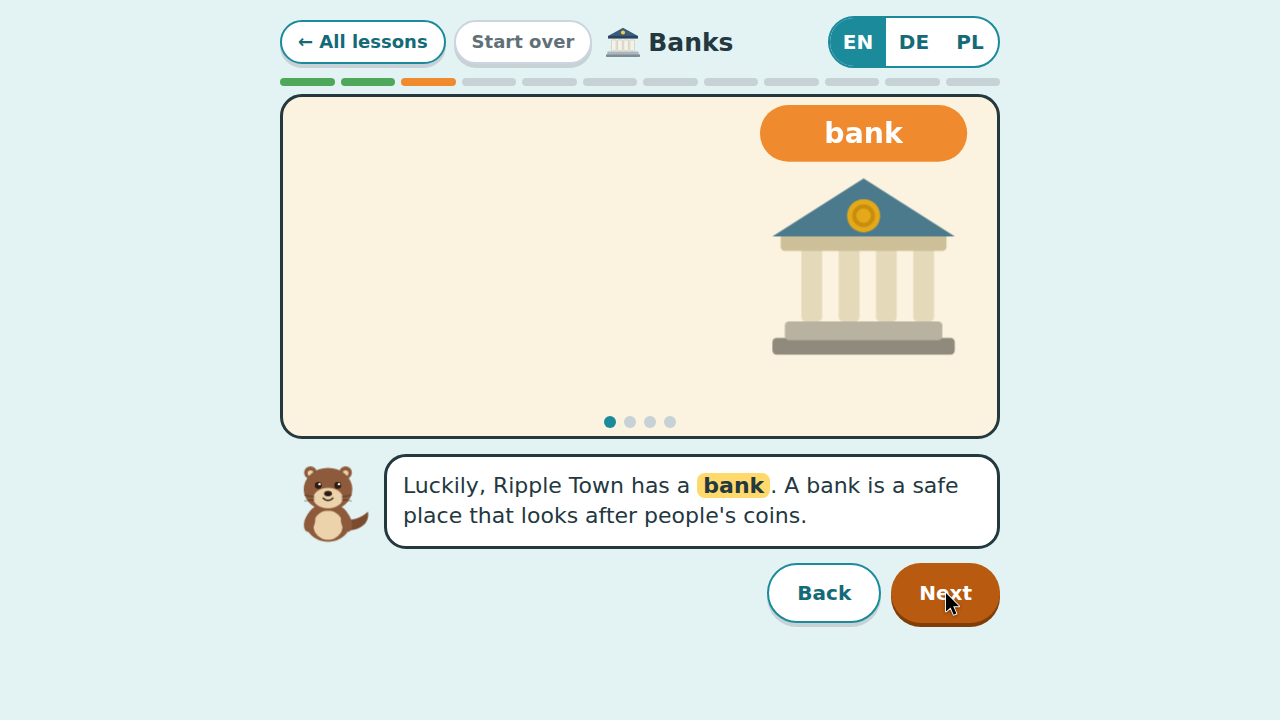 ← All lessons
Start over
Banks
EN
DE
PL
bank
Luckily, Ripple Town has a bank. A bank is a safe
place that looks after people's coins.
Back
Next